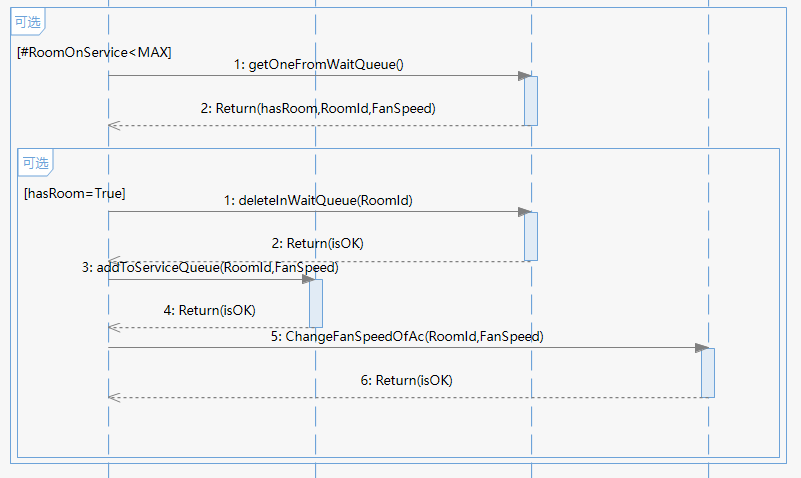 可选
[#RoomOnService<MAX]
1: getOneFromWaitQueue()
2: Return(hasRoom,RoomId,FanSpeed)
可选
[hasRoom=True]
1: deleteInWaitQueue(RoomId)
2: Return(isOK)
3: addToServiceQueue(RoomId,FanSpeed)
4: Return(isOK)
5: ChangeFanSpeedOfAc(RoomId,FanSpeed)
6: Return(isOK)